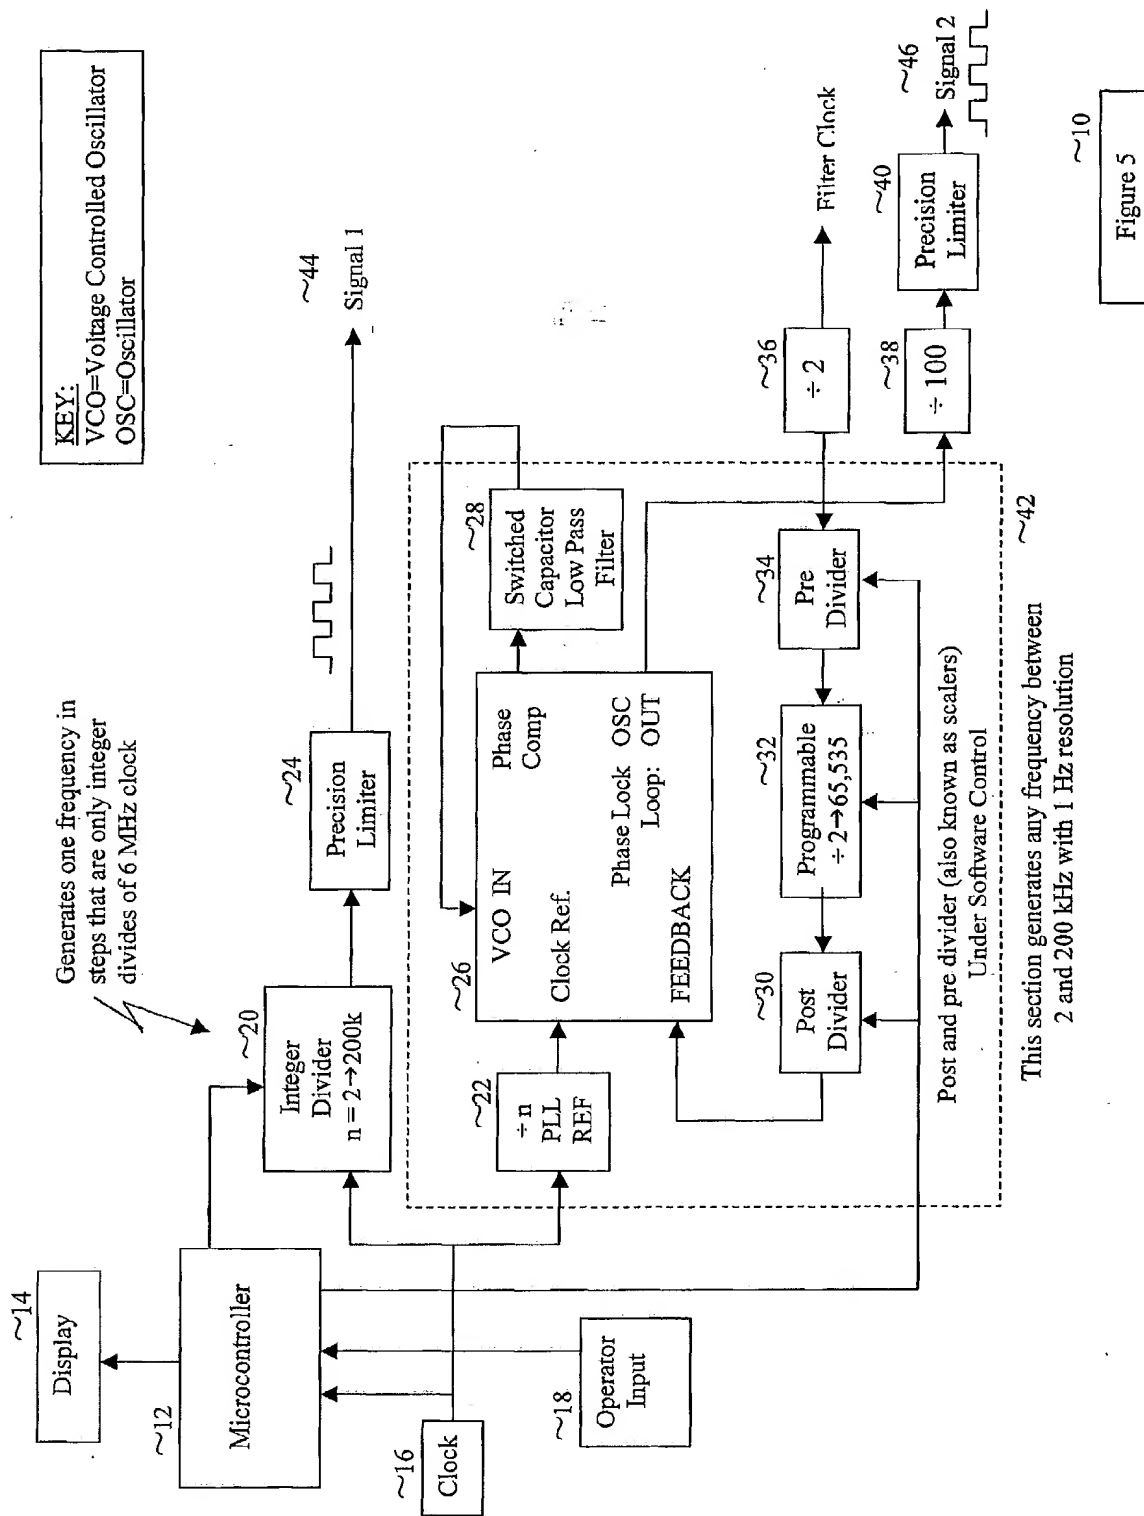 KEY:
VCO=Voltage Controlled Oscillator
OSC=Oscillator
Generates one frequency in
steps that are only integer
divides of 6 MHz clock
~14
Display
~12
Microcontroller
~16
Clock
~18
Operator
Input
~20
Integer
Divider
n = 2→200k
~24
Precision
Limiter
~44
Signal 1
~22
÷ n
PLL
REF
~26
VCO IN
Phase
Comp
Clock Ref.
Phase Lock OSC
Loop: OUT
FEEDBACK
~28
Switched
Capacitor
Low Pass
Filter
~30
Post
Divider
~32
Programmable
÷ 2→65,535
~34
Pre
Divider
~36
÷ 2
Filter Clock
~38
÷ 100
~40
Precision
Limiter
~46
Signal 2
Post and pre divider (also known as scalers)
Under Software Control
~42
This section generates any frequency between
2 and 200 kHz with 1 Hz resolution
~10
Figure 5